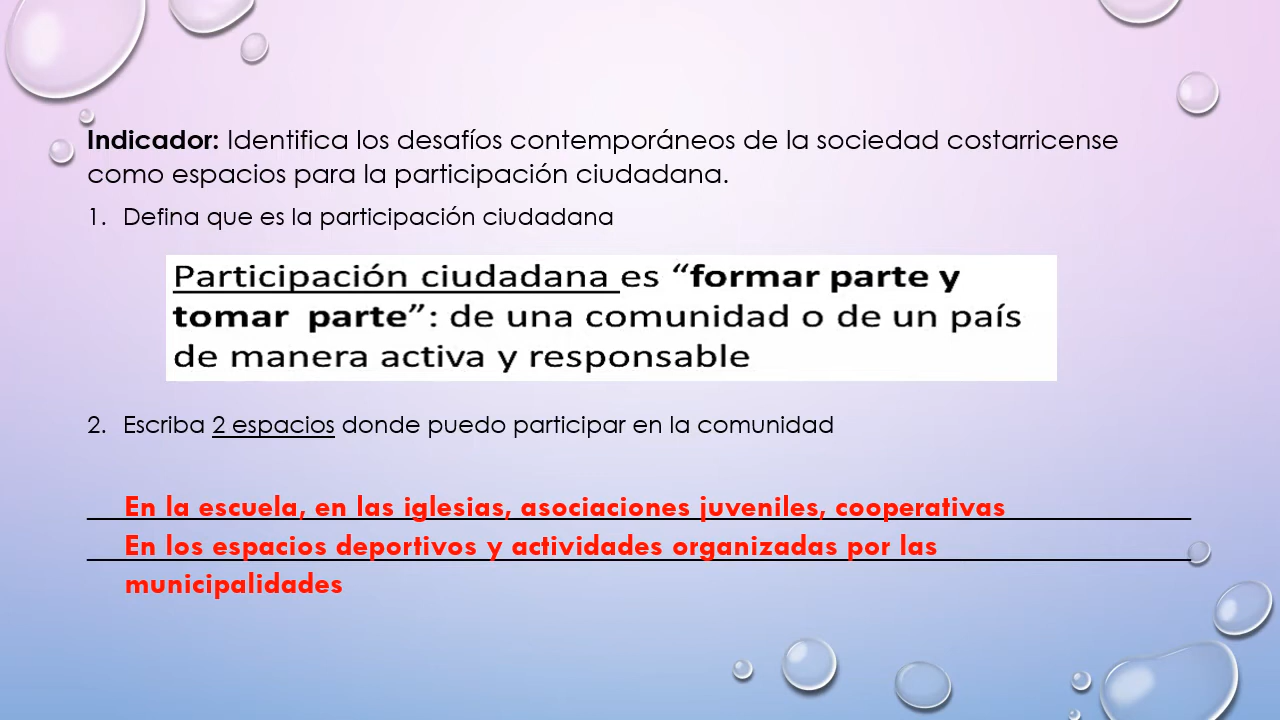 Indicador: Identifica los desafíos contemporáneos de la sociedad costarricense
como espacios para la participación ciudadana.
1. Defina que es la participación ciudadana
Participación ciudadana es “formar parte y
tomar parte”: de una comunidad o de un país
de manera activa y responsable
2. Escriba 2 espacios donde puedo participar en la comunidad
En la escuela, en las iglesias, asociaciones juveniles, cooperativas
En los espacios deportivos y actividades organizadas por las
municipalidades